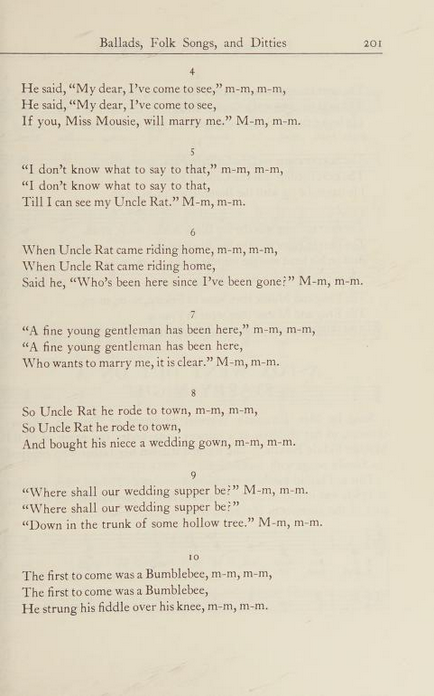 Ballads, Folk Songs, and Ditties 201
4
He said, “My dear, I’ve come to see,” m-m, m-m,
He said, “My dear, I’ve come to see,
If you, Miss Mousie, will marry me.” M-m, m-m.
5
“I don’t know what to say to that,” m-m, m-m,
“I don’t know what to say to that,
Till I can see my Uncle Rat.” M-m, m-m.
6
When Uncle Rat came riding home, m-m, m-m,
When Uncle Rat came riding home,
Said he, “Who’s been here since I’ve been gone?” M-m, m-m.
7
“A fine young gentleman has been here,” m-m, m-m,
“A fine young gentleman has been here,
Who wants to marry me, it is clear.” M-m, m-m.
8
So Uncle Rat he rode to town, m-m, m-m,
So Uncle Rat he rode to town,
And bought his niece a wedding gown, m-m, m-m.
9
“Where shall our wedding supper be?” M-m, m-m.
“Where shall our wedding supper be?”
“Down in the trunk of some hollow tree.” M-m, m-m.
10
The first to come was a Bumblebee, m-m, m-m,
The first to come was a Bumblebee,
He strung his fiddle over his knee, m-m, m-m.